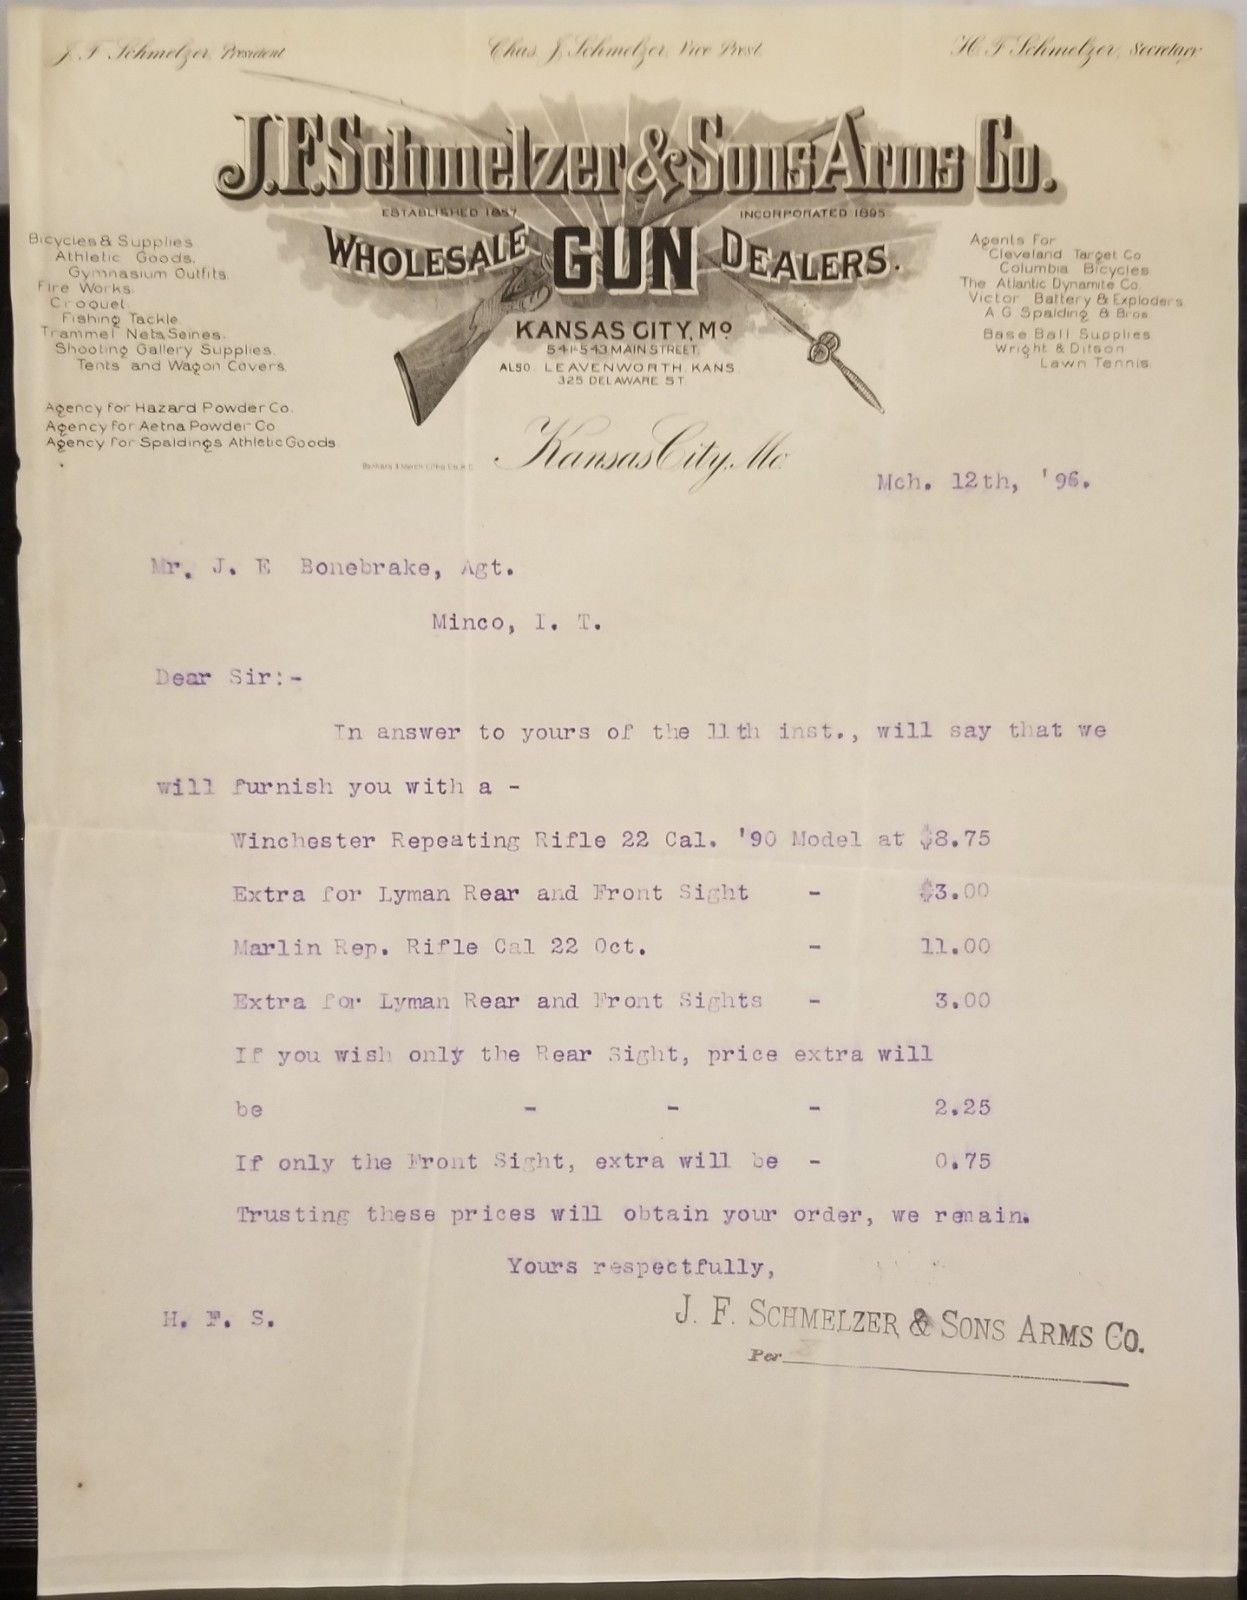 J. F. Schmelzer, President
Chas. J. Schmelzer, Vice Prest.
H. F. Schmelzer, Secretary.
J.F. Schmelzer & Sons Arms Co.
ESTABLISHED 1857
INCORPORATED 1895
WHOLESALE GUN DEALERS.
KANSAS CITY, MO
541-543 MAIN STREET.
ALSO LEAVENWORTH, KANS.
325 DELAWARE ST.
Bicycles & Supplies
Athletic Goods.
Gymnasium Outfits.
Fire Works.
Croquet.
Fishing Tackle.
Trammel Nets Seines.
Shooting Gallery Supplies.
Tents and Wagon Covers.
Agency for Hazard Powder Co.
Agency for Aetna Powder Co
Agency for Spaldings Athletic Goods
Agents For
Cleveland Target Co.
Columbia Bicycles
The Atlantic Dynamite Co.
Victor Battery & Exploders
A G Spalding & Bros.
Base Ball Supplies
Wright & Ditson
Lawn Tennis.
Kansas City, Mo.
Mch. 12th, '96.
Mr. J. E Bonebrake, Agt.
Minco, I. T.
Dear Sir:-
In answer to yours of the 11th inst., will say that we
will furnish you with a -
Winchester Repeating Rifle 22 Cal. '90 Model at $8.75
Extra for Lyman Rear and Front Sight - $3.00
Marlin Rep. Rifle Cal 22 Oct. - 11.00
Extra for Lyman Rear and Front Sights - 3.00
If you wish only the Rear Sight, price extra will
be - - - 2.25
If only the Front Sight, extra will be - 0.75
Trusting these prices will obtain your order, we remain.
Yours respectfully,
H. F. S.
J. F. SCHMELZER & SONS ARMS CO.
Per